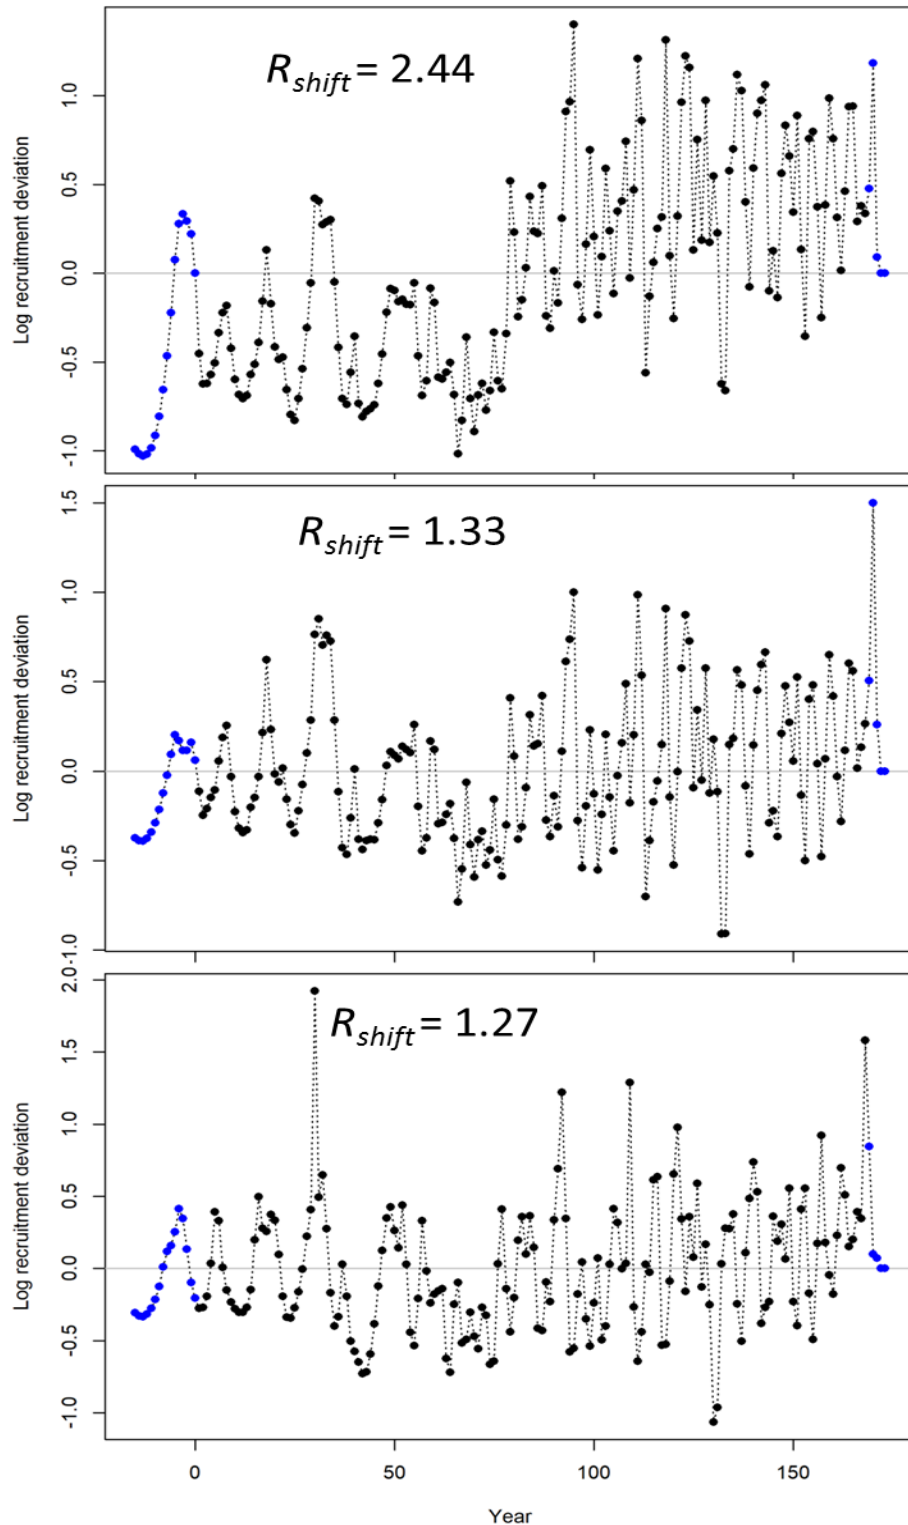 R_shift = 2.44
Log recruitment deviation
1.0
0.5
0.0
-0.5
-1.0
R_shift = 1.33
Log recruitment deviation
1.5
1.0
0.5
0.0
-0.5
-1.0
R_shift = 1.27
Log recruitment deviation
2.0
1.5
1.0
0.5
0.0
-0.5
-1.0
0 50 100 150
Year